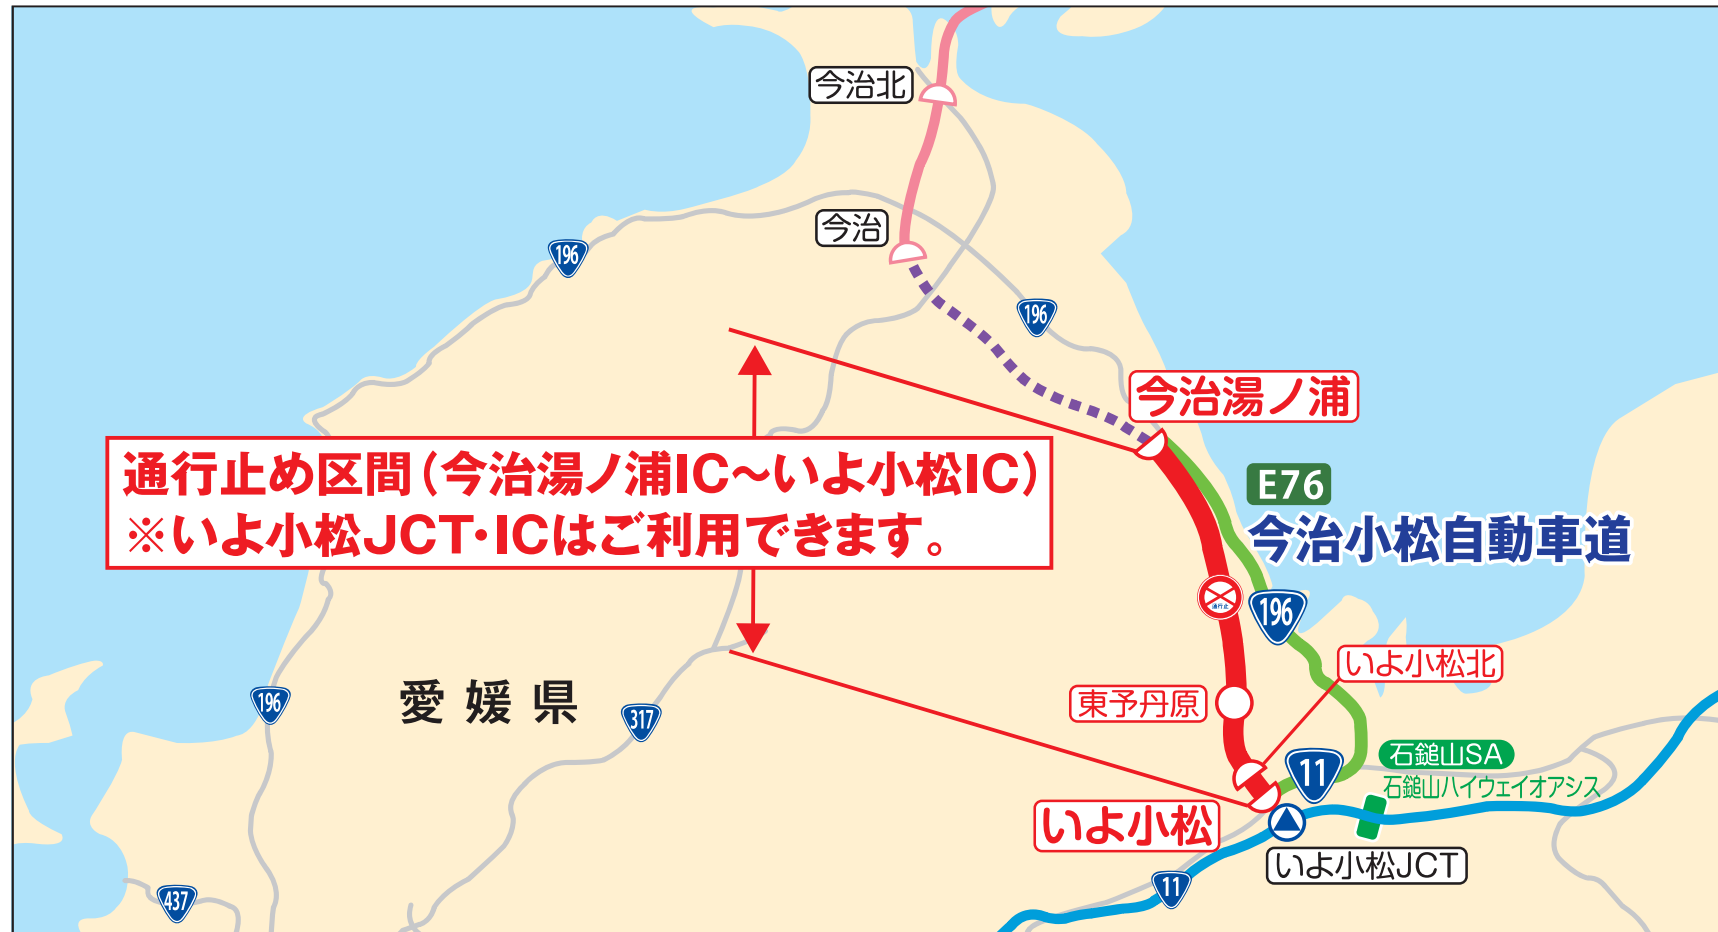 今治北
今治
196
196
今治湯ノ浦
通行止め区間(今治湯ノ浦IC~いよ小松IC)
※いよ小松JCT・ICはご利用できます。
E76
今治小松自動車道
通行止
196
いよ小松北
東予丹原
愛媛県
196
317
11
石鎚山SA
石鎚山ハイウェイオアシス
いよ小松
いよ小松JCT
11
437